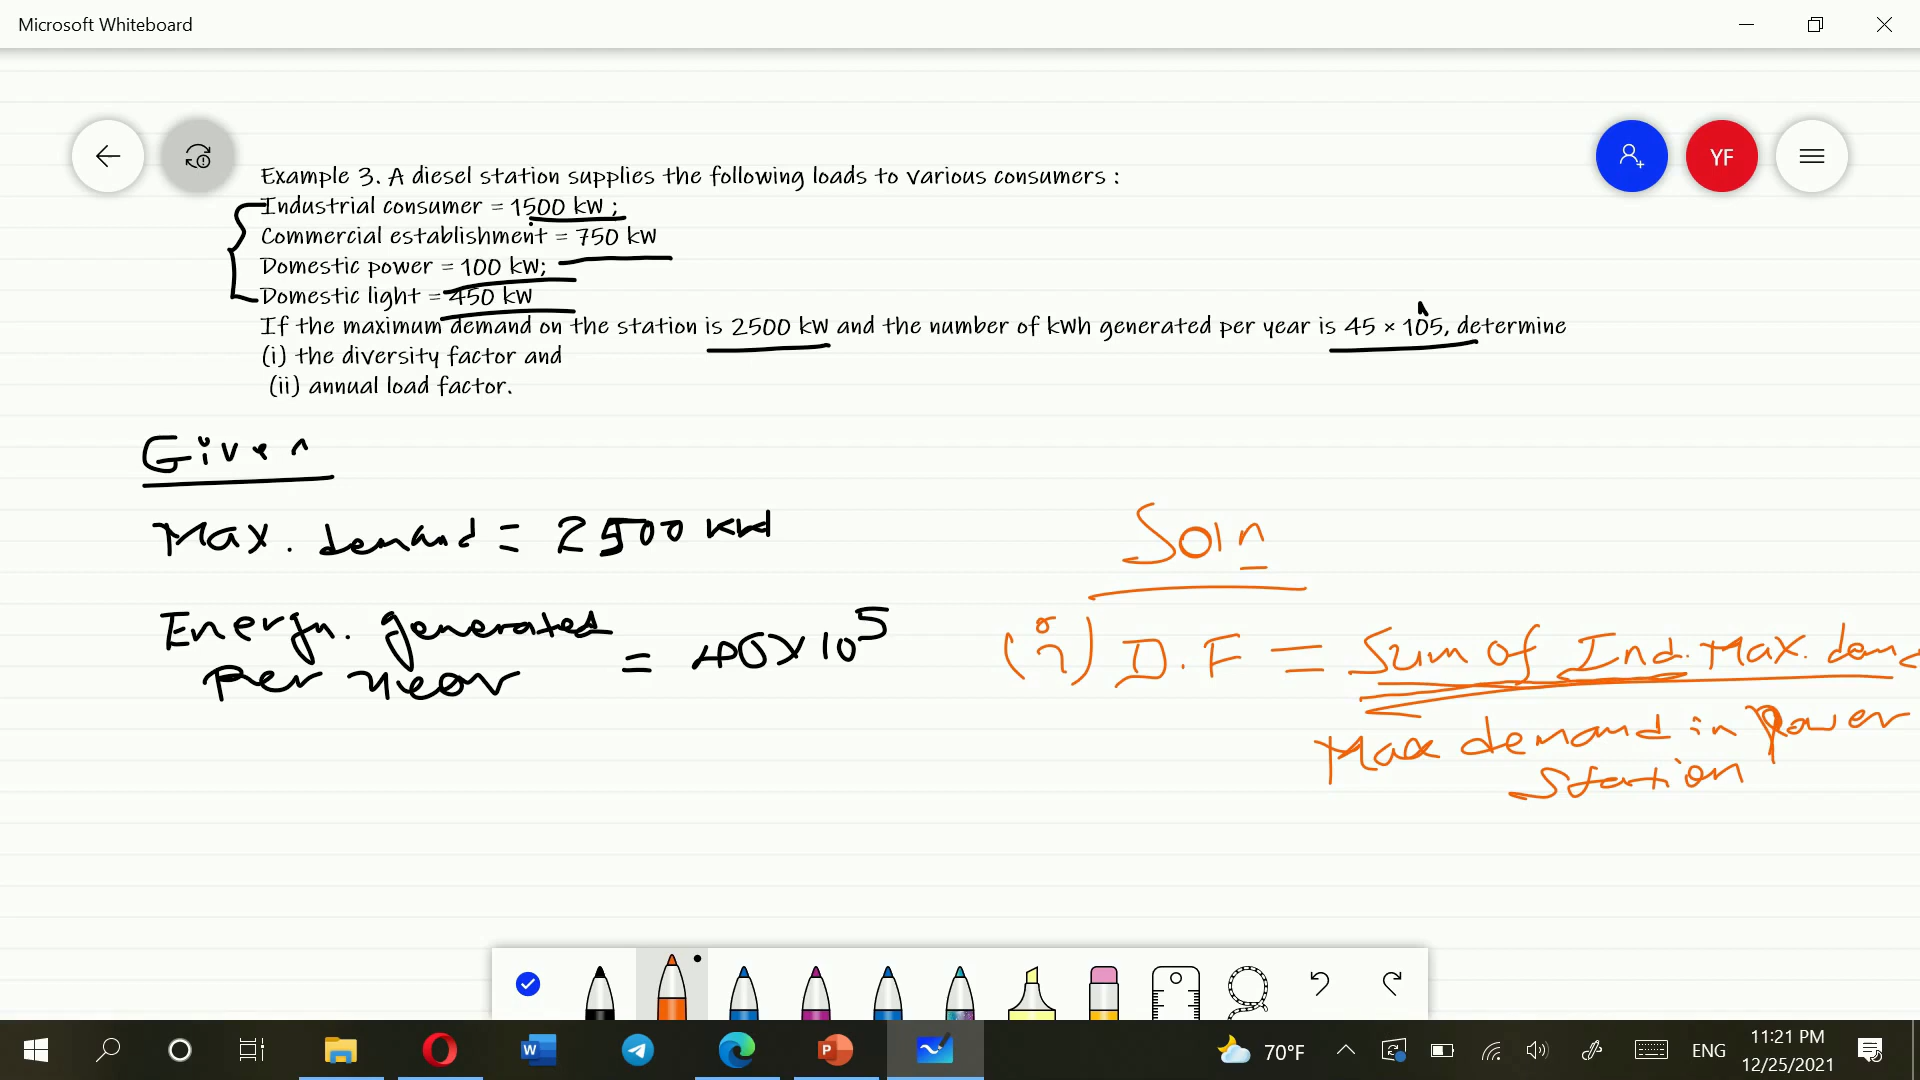 Microsoft Whiteboard
YF
Example 3. A diesel station supplies the following loads to various consumers :
Industrial consumer = 1500 kW ;
Commercial establishment = 750 kW
Domestic power = 100 kW;
Domestic light = 450 kW
If the maximum demand on the station is 2500 kW and the number of kWh generated per year is 45 × 105, determine
(i) the diversity factor and
(ii) annual load factor.
Given
Max. demand = 2500 kW
Energy. generated
Per year = 45×10^5
Soln
(i) D.F = Sum of Ind. Max. dem
Max demand in Power
Station
W
P
70°F
ENG
11:21 PM
12/25/2021